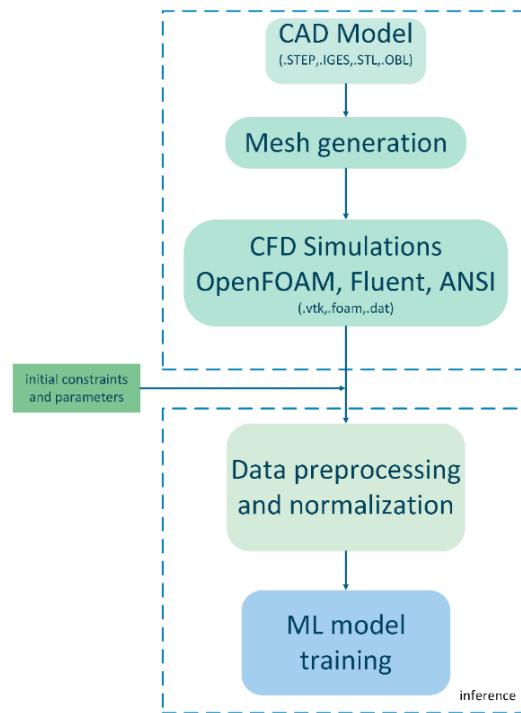 CAD Model
(.STEP,.IGES,.STL,.OBL)
Mesh generation
CFD Simulations
OpenFOAM, Fluent, ANSI
(.vtk,.foam,.dat)
initial constraints
and parameters
Data preprocessing
and normalization
ML model
training
inference